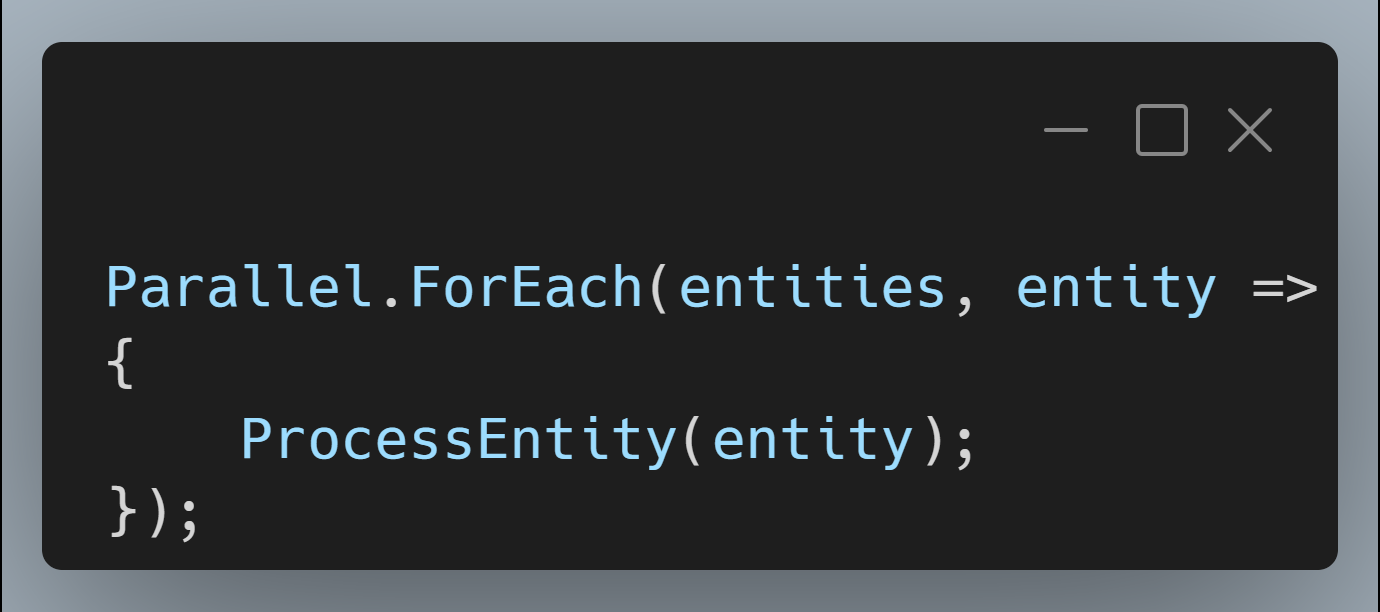 Parallel.ForEach(entities, entity =>
{
    ProcessEntity(entity);
});